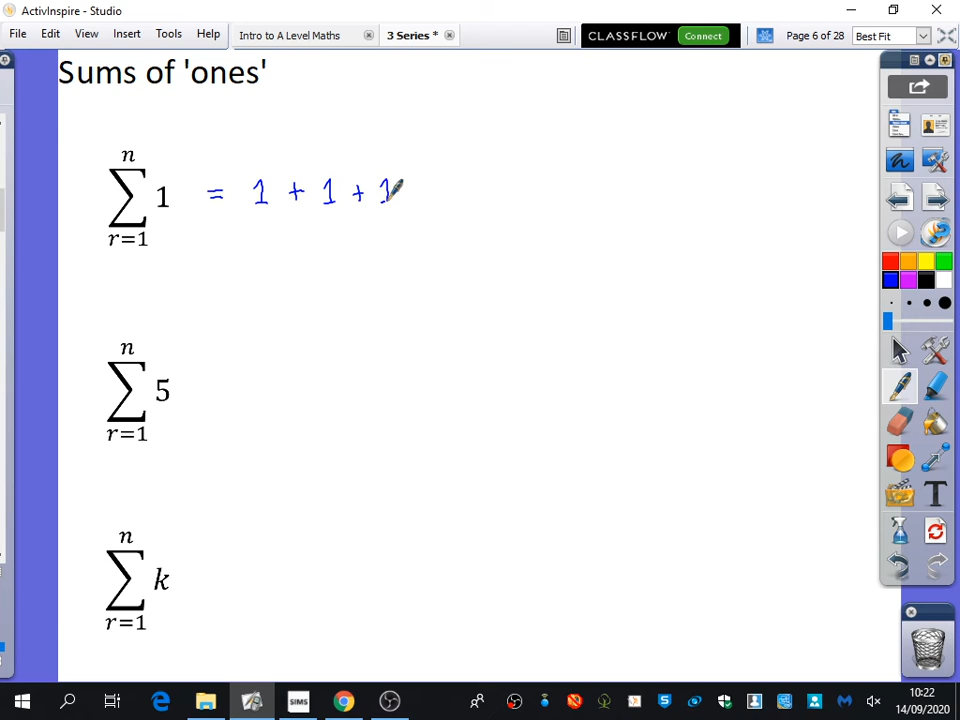 ActivInspire - Studio
File Edit View Insert Tools Help Intro to A Level Maths 3 Series * CLASSFLOW Connect Page 6 of 28 Best Fit
Sums of 'ones'
n
∑ 1 = 1 + 1 + 1
r=1
n
∑ 5
r=1
n
∑ k
r=1
T
SIMS
10:22
14/09/2020